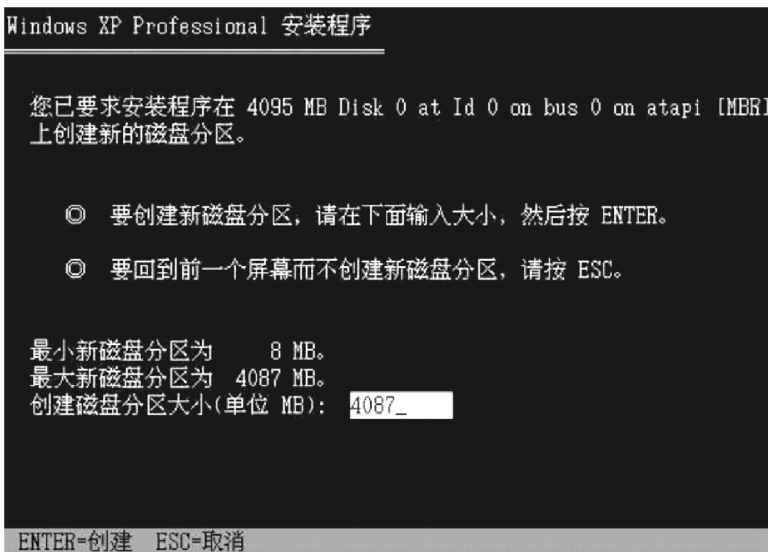 Windows XP Professional 安装程序
您已要求安装程序在 4095 MB Disk 0 at Id 0 on bus 0 on atapi [MBR]
上创建新的磁盘分区。
◎ 要创建新磁盘分区，请在下面输入大小，然后按 ENTER。
◎ 要回到前一个屏幕而不创建新磁盘分区，请按 ESC。
最小新磁盘分区为 8 MB。
最大新磁盘分区为 4087 MB。
创建磁盘分区大小(单位 MB): 4087_
ENTER=创建 ESC=取消